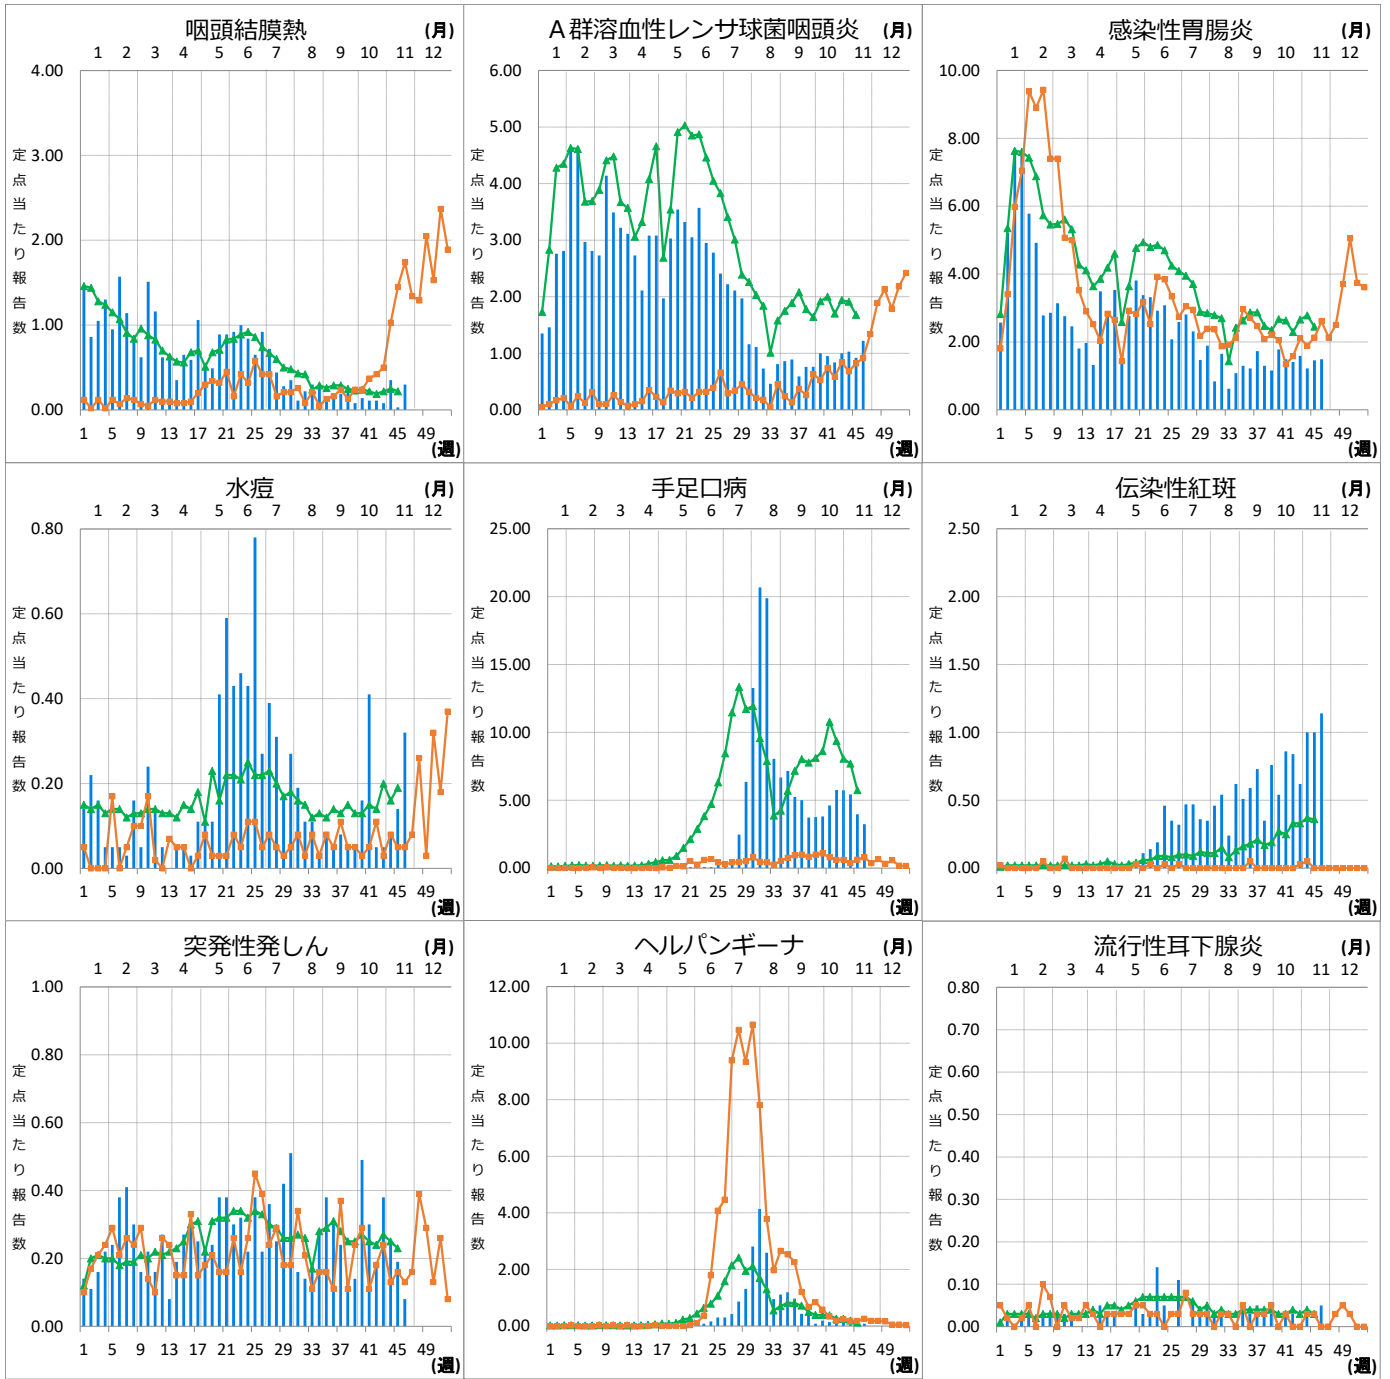 咽頭結膜熱 (月)
1 2 3 4 5 6 7 8 9 10 11 12
4.00
3.00
2.00
1.00
0.00
定点当たり報告数
1 5 9 13 17 21 25 29 33 37 41 45 49
(週)
A群溶血性レンサ球菌咽頭炎 (月)
1 2 3 4 5 6 7 8 9 10 11 12
6.00
5.00
4.00
3.00
2.00
1.00
0.00
定点当たり報告数
1 5 9 13 17 21 25 29 33 37 41 45 49
(週)
感染性胃腸炎 (月)
1 2 3 4 5 6 7 8 9 10 11 12
10.00
8.00
6.00
4.00
2.00
0.00
定点当たり報告数
1 5 9 13 17 21 25 29 33 37 41 45 49
(週)
水痘 (月)
1 2 3 4 5 6 7 8 9 10 11 12
0.80
0.60
0.40
0.20
0.00
定点当たり報告数
1 5 9 13 17 21 25 29 33 37 41 45 49
(週)
手足口病 (月)
1 2 3 4 5 6 7 8 9 10 11 12
25.00
20.00
15.00
10.00
5.00
0.00
定点当たり報告数
1 5 9 13 17 21 25 29 33 37 41 45 49
(週)
伝染性紅斑 (月)
1 2 3 4 5 6 7 8 9 10 11 12
2.50
2.00
1.50
1.00
0.50
0.00
定点当たり報告数
1 5 9 13 17 21 25 29 33 37 41 45 49
(週)
突発性発しん (月)
1 2 3 4 5 6 7 8 9 10 11 12
1.00
0.80
0.60
0.40
0.20
0.00
定点当たり報告数
1 5 9 13 17 21 25 29 33 37 41 45 49
(週)
ヘルパンギーナ (月)
1 2 3 4 5 6 7 8 9 10 11 12
12.00
10.00
8.00
6.00
4.00
2.00
0.00
定点当たり報告数
1 5 9 13 17 21 25 29 33 37 41 45 49
(週)
流行性耳下腺炎 (月)
1 2 3 4 5 6 7 8 9 10 11 12
0.80
0.70
0.60
0.50
0.40
0.30
0.20
0.10
0.00
定点当たり報告数
1 5 9 13 17 21 25 29 33 37 41 45 49
(週)